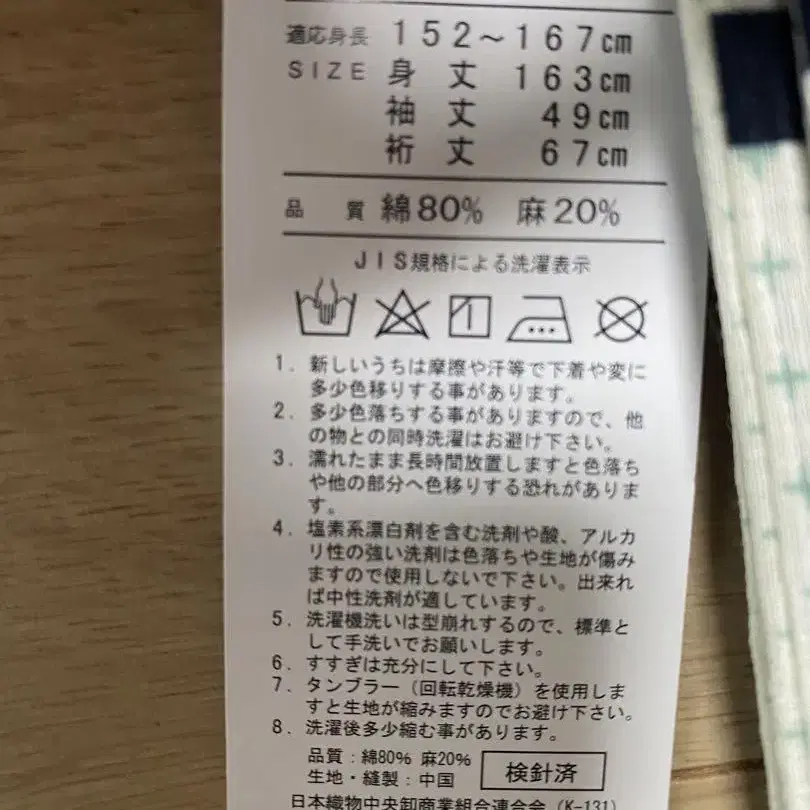 適応身長 152～167㎝
SIZE 身丈 163㎝
袖丈 49㎝
裄丈 67㎝
品質 綿80% 麻20%
JIS規格による洗濯表示
1. 新しいうちは摩擦や汗等で下着や変に
多少色移りする事があります。
2. 多少色落ちする事がありますので、他
の物との同時洗濯はお避け下さい。
3. 濡れたまま長時間放置しますと色落ち
や他の部分へ色移りする恐れがありま
す。
4. 塩素系漂白剤を含む洗剤や酸、アルカ
リ性の強い洗剤は色落ちや生地が傷み
ますので使用しないで下さい。出来れ
ば中性洗剤が適しています。
5. 洗濯機洗いは型崩れするので、標準と
して手洗いでお願いします。
6. すすぎは充分にして下さい。
7. タンブラー（回転乾燥機）を使用しま
すと生地が縮みますのでお避け下さい。
8. 洗濯後多少縮む事があります。
品質：綿80% 麻20%
生地・縫製：中国
検針済
日本織物中央卸商業組合連合会（K-131）